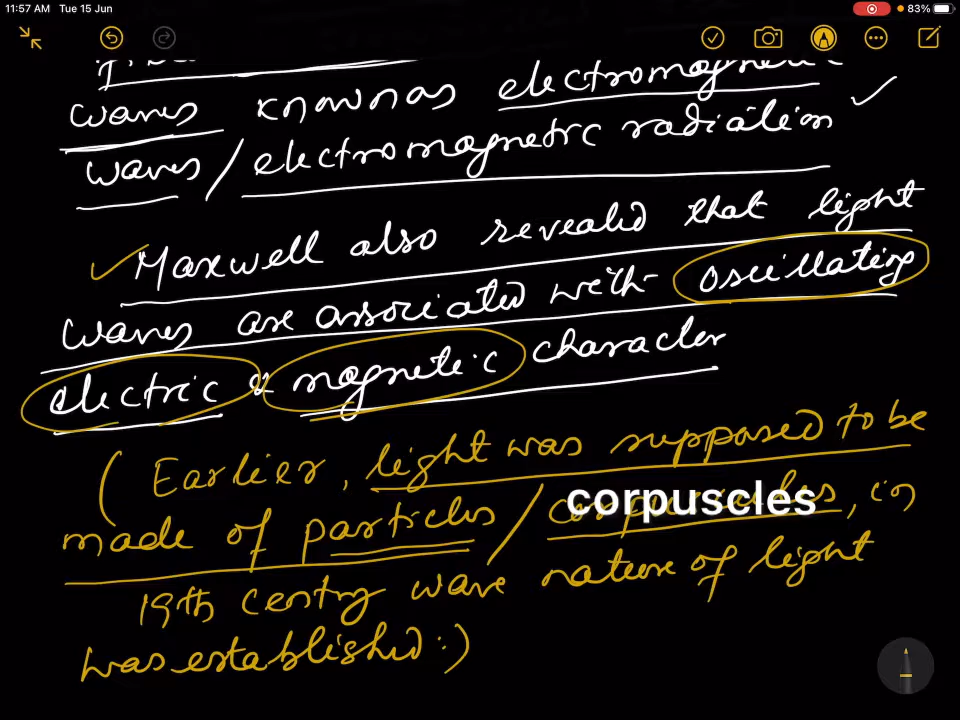 11:57 AM Tue 15 Jun
83%
waves known as electromagnetic
waves / electromagnetic radiation
Maxwell also revealed that light
waves are associated with oscillating
electric & magnetic character
(Earlier, light was supposed to be
made of particles / corpuscles, in
corpuscles
19th centry wave nature of light
was established :)